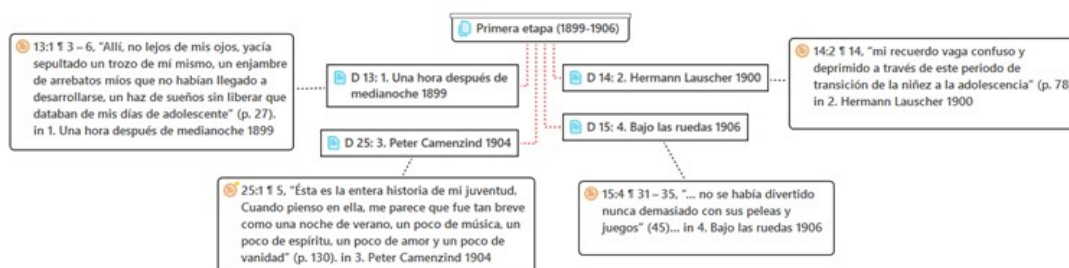 Primera etapa (1899-1906)
13:1 ¶ 3 – 6, "Allí, no lejos de mis ojos, yacía
sepultado un trozo de mí mismo, un enjambre
de arrebatos míos que no habían llegado a
desarrollarse, un haz de sueños sin liberar que
databan de mis días de adolescente" (p. 27).
in 1. Una hora después de medianoche 1899
D 13: 1. Una hora después de
medianoche 1899
D 14: 2. Hermann Lauscher 1900
14:2 ¶ 14, "mi recuerdo vaga confuso y
deprimido a través de este periodo de
transición de la niñez a la adolescencia" (p. 78)
in 2. Hermann Lauscher 1900
D 25: 3. Peter Camenzind 1904
D 15: 4. Bajo las ruedas 1906
25:1 ¶ 5, "Ésta es la entera historia de mi juventud.
Cuando pienso en ella, me parece que fue tan breve
como una noche de verano, un poco de música, un
poco de espíritu, un poco de amor y un poco de
vanidad" (p. 130). in 3. Peter Camenzind 1904
15:4 ¶ 31 – 35, "... no se había divertido
nunca demasiado con sus peleas y
juegos" (45)... in 4. Bajo las ruedas 1906